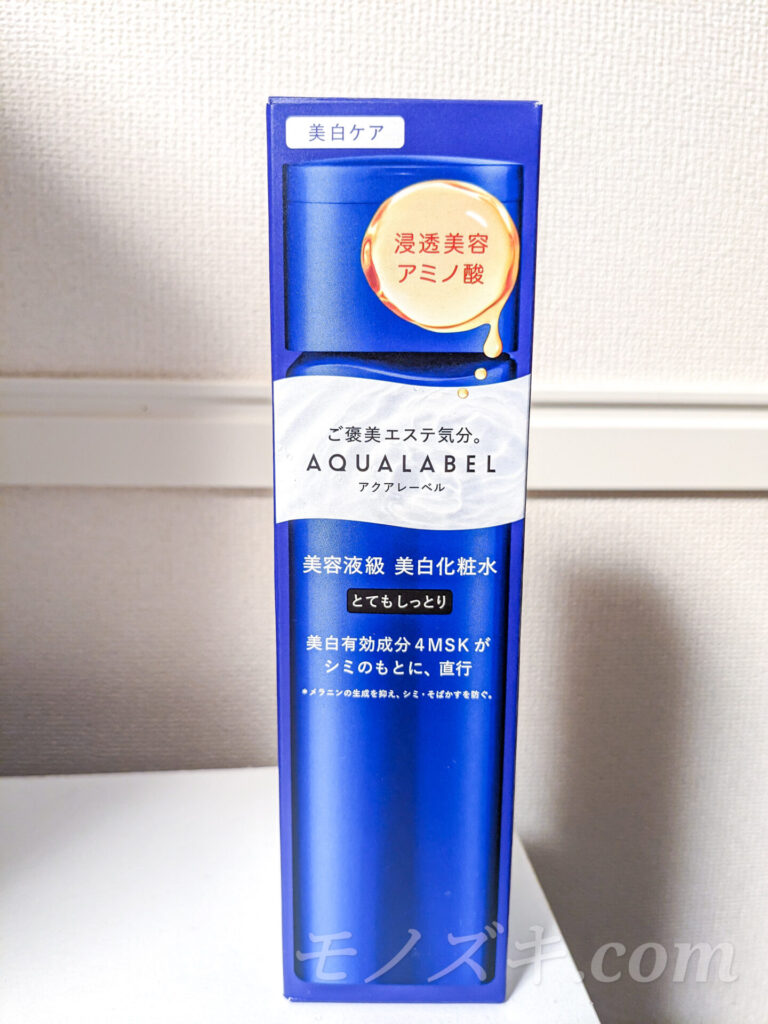 美白ケア
浸透美容
アミノ酸
ご褒美エステ気分。
AQUALABEL
アクアレーベル
美容液級 美白化粧水
とてもしっとり
美白有効成分4MSKが
シミのもとに、直行
※メラニンの生成を抑え、シミ・そばかすを防ぐ。
モノズキ.com